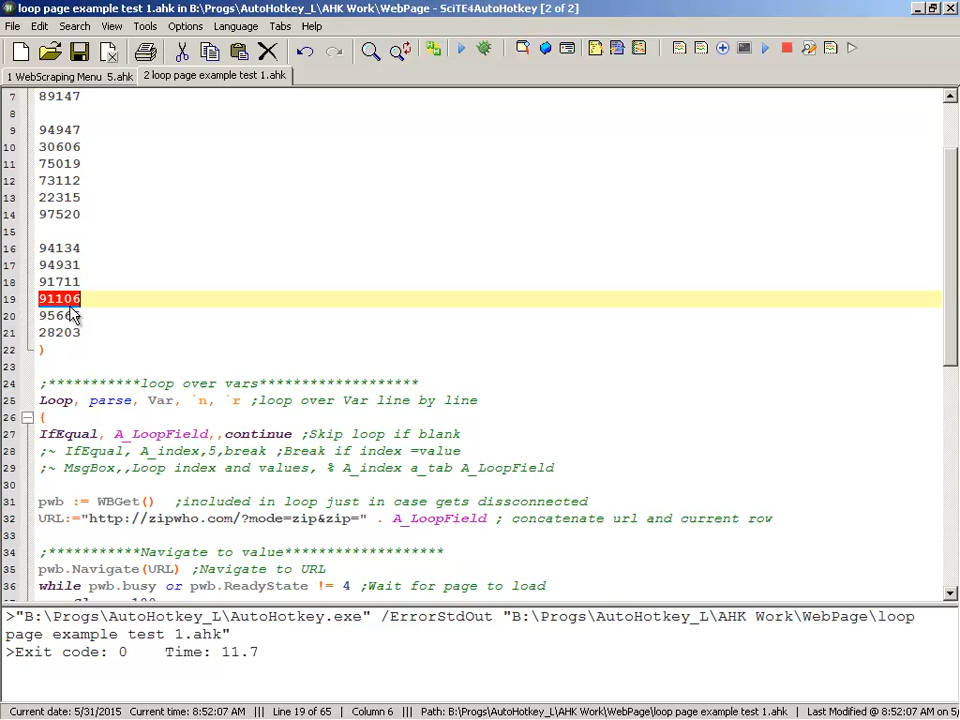 loop page example test 1.ahk in B:\Progs\AutoHotkey_L\AHK Work\WebPage - SciTE4AutoHotkey [2 of 2]
File Edit Search View Tools Options Language Tabs Help
1 WebScraping Menu 5.ahk 2 loop page example test 1.ahk
7 89147
8
9 94947
10 30606
11 75019
12 73112
13 22315
14 97520
15
16 94134
17 94931
18 91711
19 91106
20
21 28203
22 )
23
24 ;***********loop over vars*******************
25 Loop, parse, Var, `n, `r ;loop over Var line by line
26 {
27 IfEqual, A_LoopField,,continue ;Skip loop if blank
28 ;~ IfEqual, A_index,5,break ;Break if index =value
29 ;~ MsgBox,,Loop index and values, % A_index a_tab A_LoopField
30
31 pwb := WBGet() ;included in loop just in case gets dissconnected
32 URL:="http://zipwho.com/?mode=zip&zip=" . A_LoopField ; concatenate url and current row
33
34 ;***********Navigate to value*******************
35 pwb.Navigate(URL) ;Navigate to URL
36 while pwb.busy or pwb.ReadyState != 4 ;Wait for page to load
>"B:\Progs\AutoHotkey_L\AutoHotkey.exe" /ErrorStdOut "B:\Progs\AutoHotkey_L\AHK Work\WebPage\loop
page example test 1.ahk"
>Exit code: 0 Time: 11.7
Current date: 5/31/2015 Current time: 8:52:07 AM ||| Line 19 of 65 ||| Column 6 ||| Path: B:\Progs\AutoHotkey_L\AHK Work\WebPage\loop page example test 1.ahk ||| Last Modified @ 8:52:07 AM on 5/